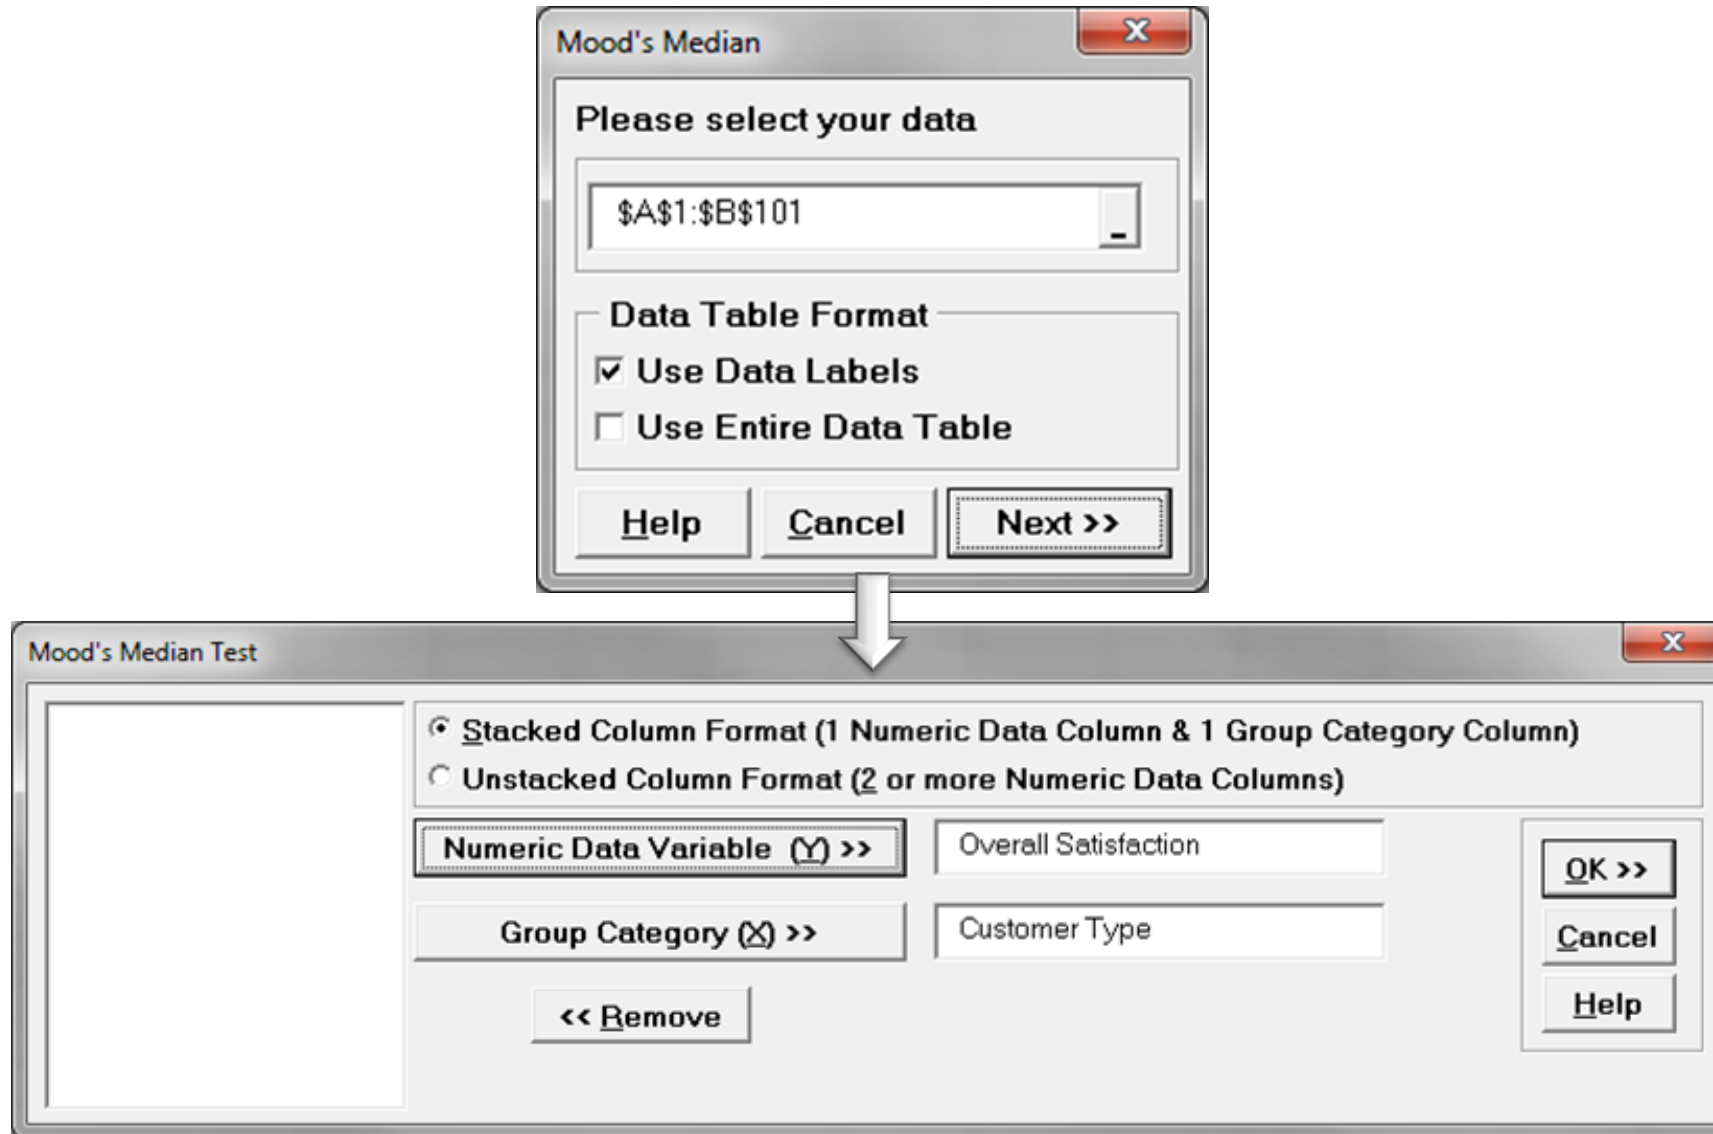 Mood's Median
Please select your data
$A$1:$B$101
Data Table Format
Use Data Labels
Use Entire Data Table
Help Cancel Next >>
Mood's Median Test
Stacked Column Format (1 Numeric Data Column & 1 Group Category Column)
Unstacked Column Format (2 or more Numeric Data Columns)
Numeric Data Variable (Y) >> Overall Satisfaction
OK >>
Group Category (X) >> Customer Type
Cancel
<< Remove
Help